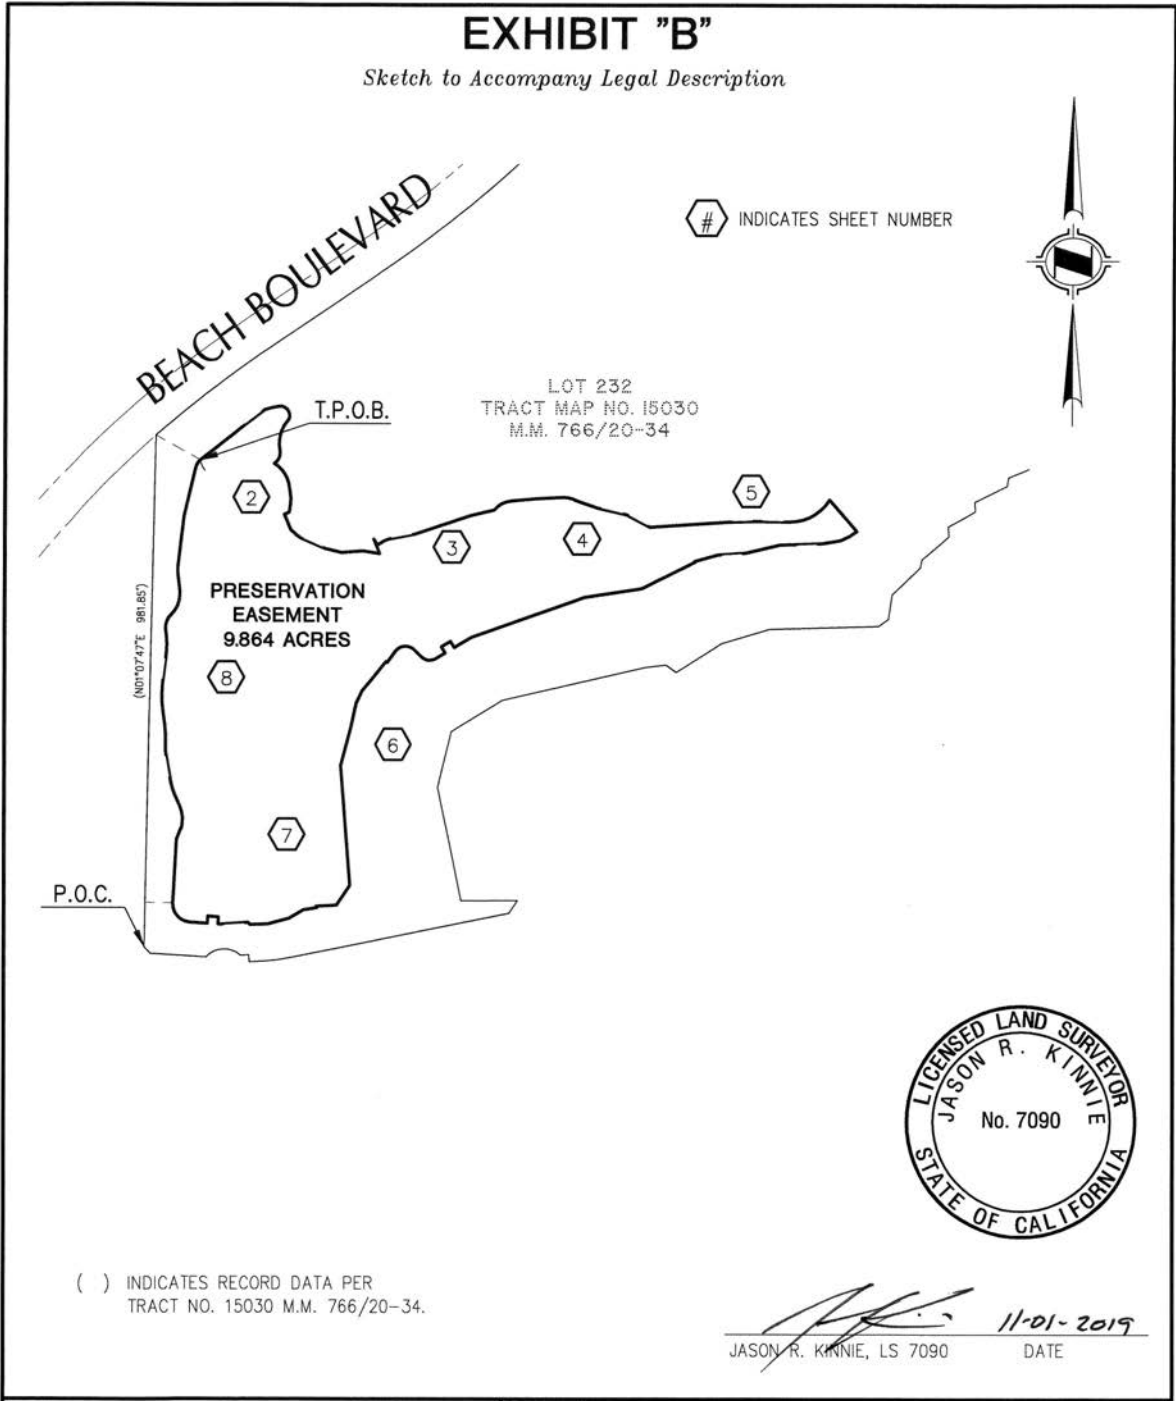 EXHIBIT "B"
Sketch to Accompany Legal Description
BEACH BOULEVARD
# INDICATES SHEET NUMBER
LOT 232
TRACT MAP NO. 15030
M.M. 766/20-34
T.P.O.B.
2
5
3
4
PRESERVATION
EASEMENT
9.864 ACRES
(N01°07'47"E 981.85')
8
6
7
P.O.C.
LICENSED LAND SURVEYOR
JASON R. KINNIE
No. 7090
STATE OF CALIFORNIA
( ) INDICATES RECORD DATA PER
TRACT NO. 15030 M.M. 766/20-34.
11-01-2019
JASON R. KINNIE, LS 7090 DATE